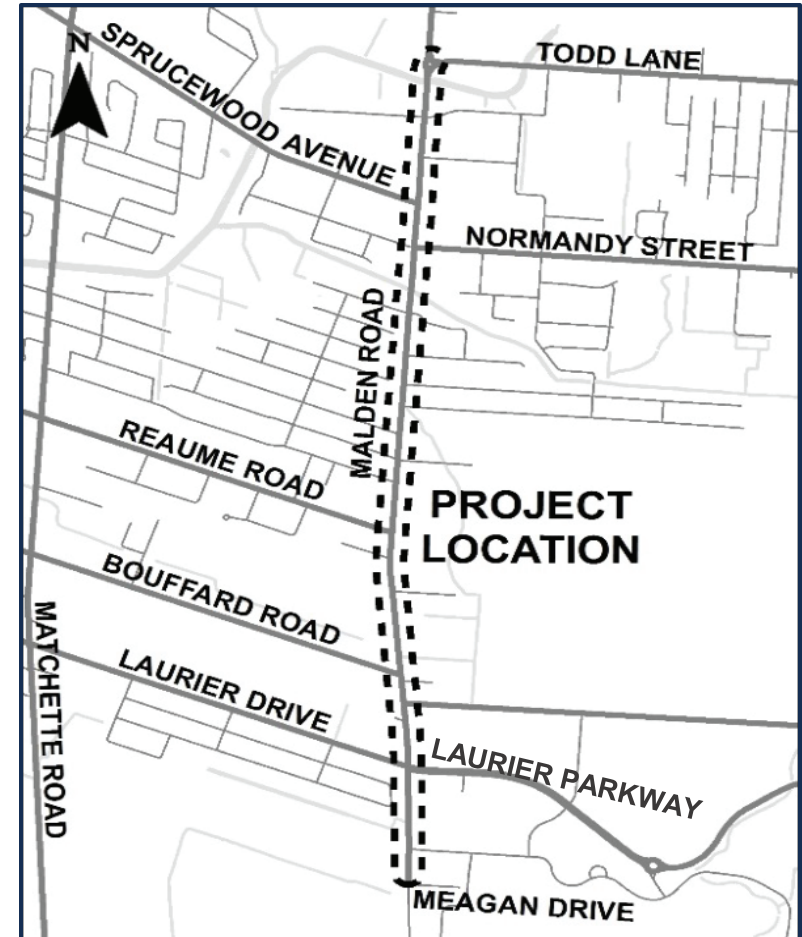 N
SPRUCEWOOD AVENUE
TODD LANE
NORMANDY STREET
MALDEN ROAD
REAUME ROAD
PROJECT
LOCATION
BOUFFARD ROAD
MATCHETTE ROAD
LAURIER DRIVE
LAURIER PARKWAY
MEAGAN DRIVE